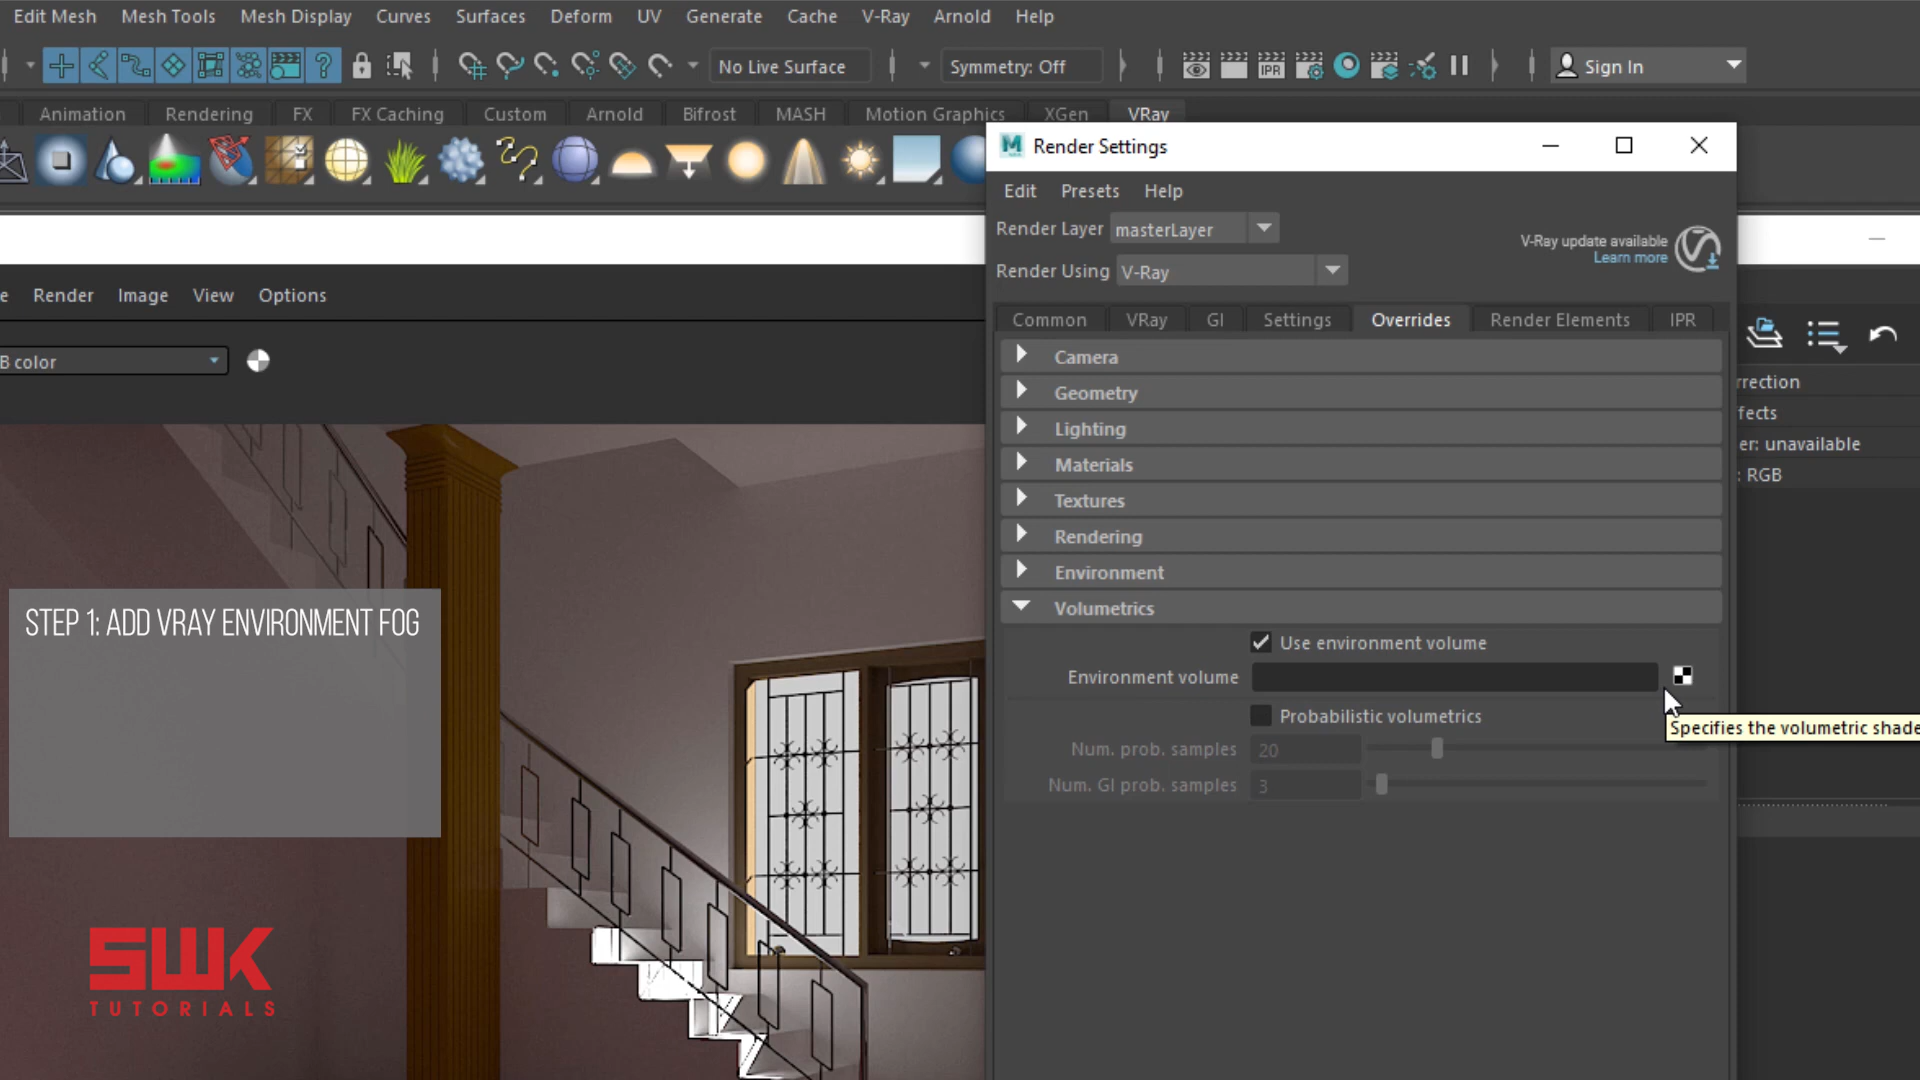 Edit Mesh Mesh Tools Mesh Display Curves Surfaces Deform UV Generate Cache V-Ray Arnold Help
No Live Surface Symmetry: Off IPR Sign In
Animation Rendering FX FX Caching Custom Arnold Bifrost MASH Motion Graphics XGen VRay
Render Settings
Edit Presets Help
Render Layer masterLayer
V-Ray update available
Learn more
Render Using V-Ray
e Render Image View Options
Common VRay GI Settings Overrides Render Elements IPR
B color
Camera
Geometry
Lighting
Materials
Textures
Rendering
Environment
Volumetrics
Use environment volume
Environment volume
Probabilistic volumetrics
Specifies the volumetric shade
Num. prob. samples 20
Num. GI prob. samples 3
rrection
ffects
er: unavailable
: RGB
STEP 1: ADD VRAY ENVIRONMENT FOG
SWK
TUTORIALS